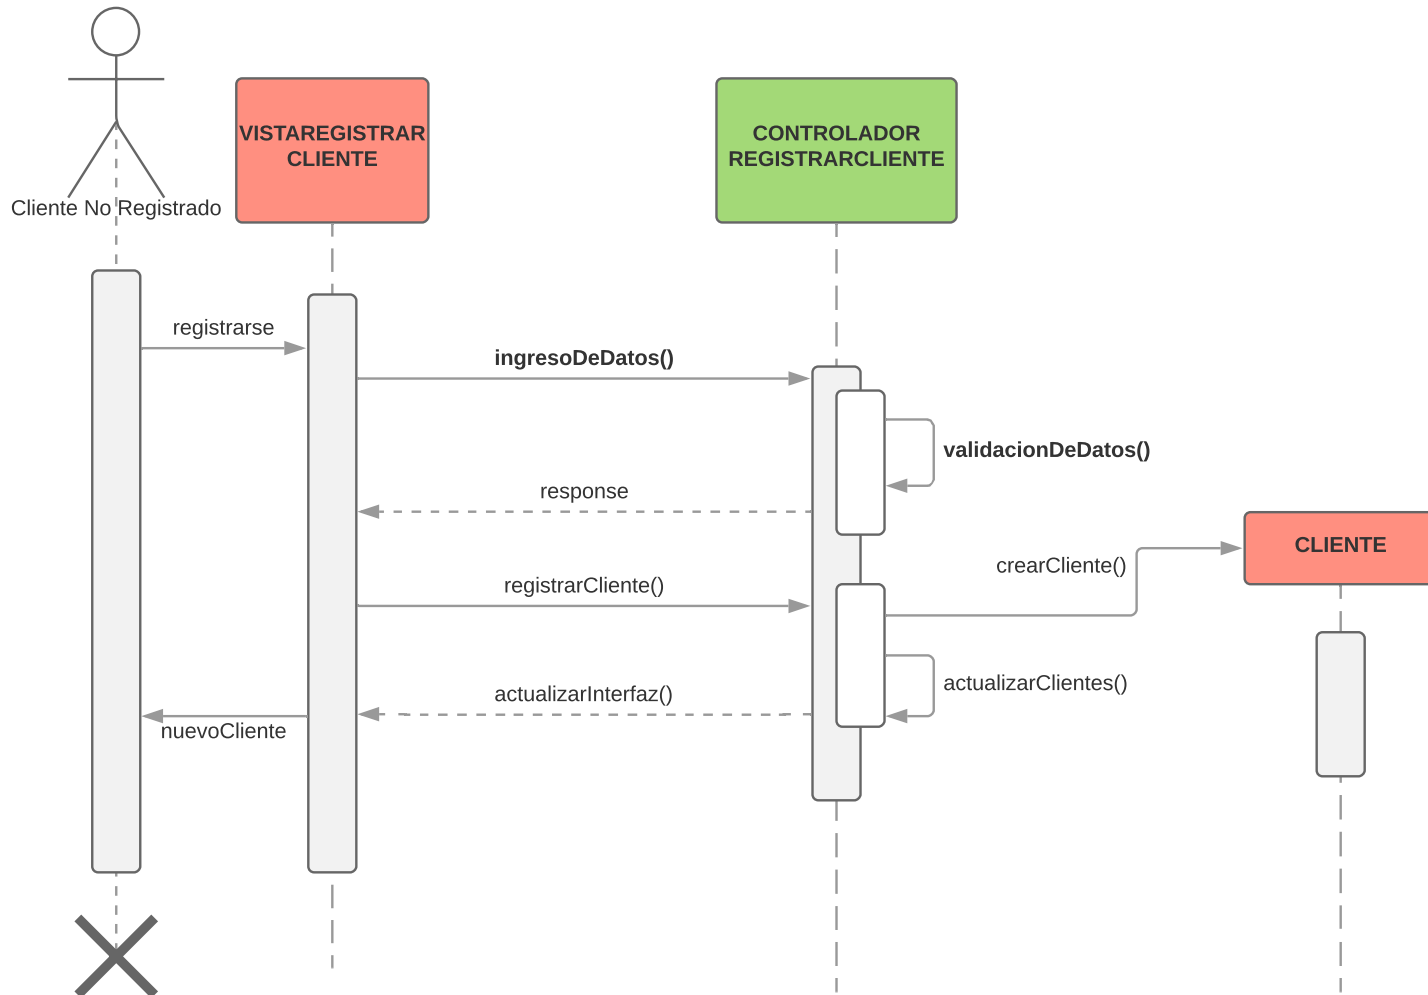 Cliente No Registrado
VISTAREGISTRAR
CLIENTE
CONTROLADOR
REGISTRARCLIENTE
registrarse
ingresoDeDatos()
validacionDeDatos()
response
CLIENTE
crearCliente()
registrarCliente()
actualizarClientes()
actualizarInterfaz()
nuevoCliente